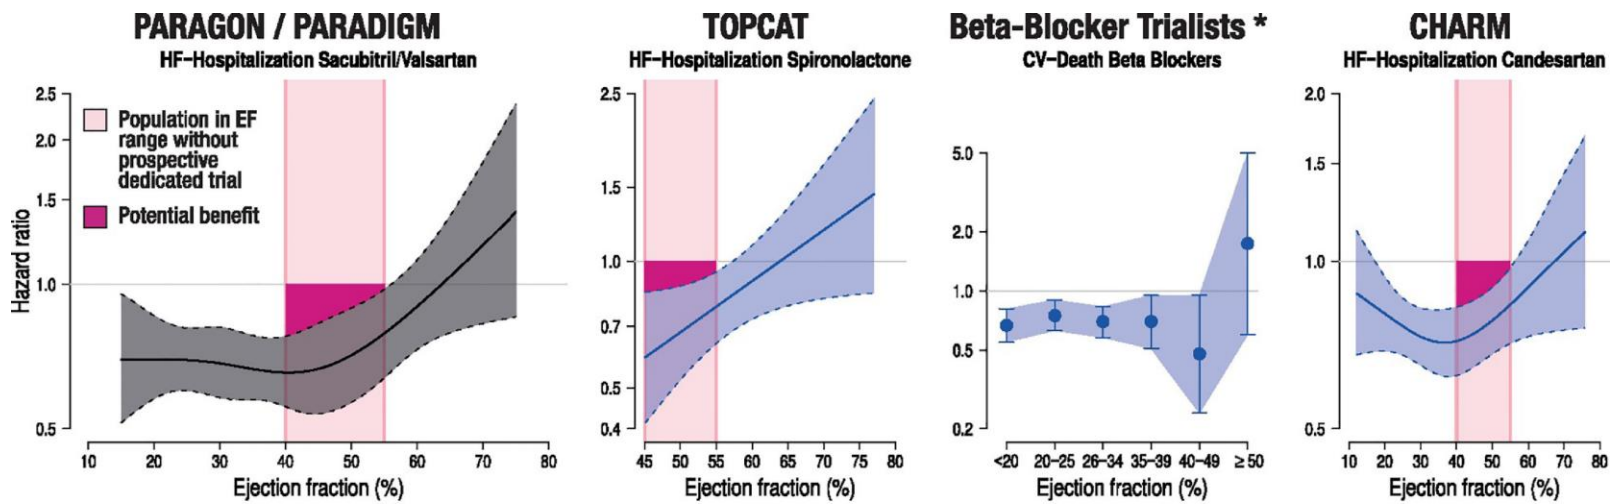 PARAGON / PARADIGM
HF-Hospitalization Sacubitril/Valsartan
2.5
2.0
1.5
1.0
0.5
Hazard ratio
Population in EF
range without
prospective
dedicated trial
Potential benefit
10 20 30 40 50 60 70 80
Ejection fraction (%)
TOPCAT
HF-Hospitalization Spironolactone
2.5
1.5
1.0
0.7
0.5
0.4
45 50 55 60 65 70 75 80
Ejection fraction (%)
Beta-Blocker Trialists *
CV-Death Beta Blockers
5.0
2.0
1.0
0.5
0.2
<20 20-25 26-34 35-39 40-49 ≥50
Ejection fraction (%)
CHARM
HF-Hospitalization Candesartan
2.0
1.5
1.0
0.5
10 20 30 40 50 60 70 80
Ejection fraction (%)